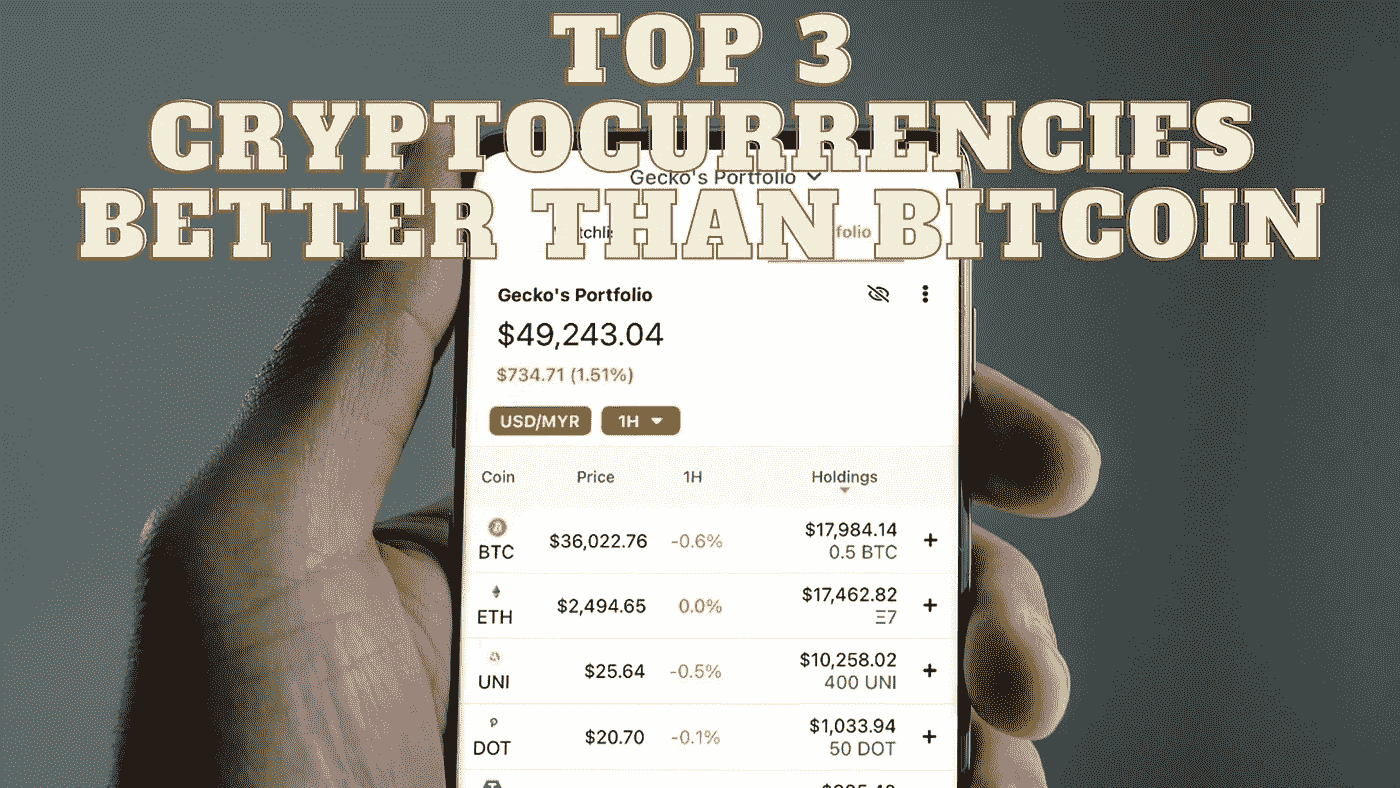 TOP 3
CRYPTOCURRENCIES
BETTER THAN BITCOIN
Gecko's Portfolio
folio
Gecko's Portfolio
$49,243.04
$734.71 (1.51%)
USD/MYR 1H
Coin Price 1H Holdings
BTC $36,022.76 -0.6% $17,984.14 +
0.5 BTC
ETH $2,494.65 0.0% $17,462.82 +
Ξ7
UNI $25.64 -0.5% $10,258.02 +
400 UNI
DOT $20.70 -0.1% $1,033.94 +
50 DOT